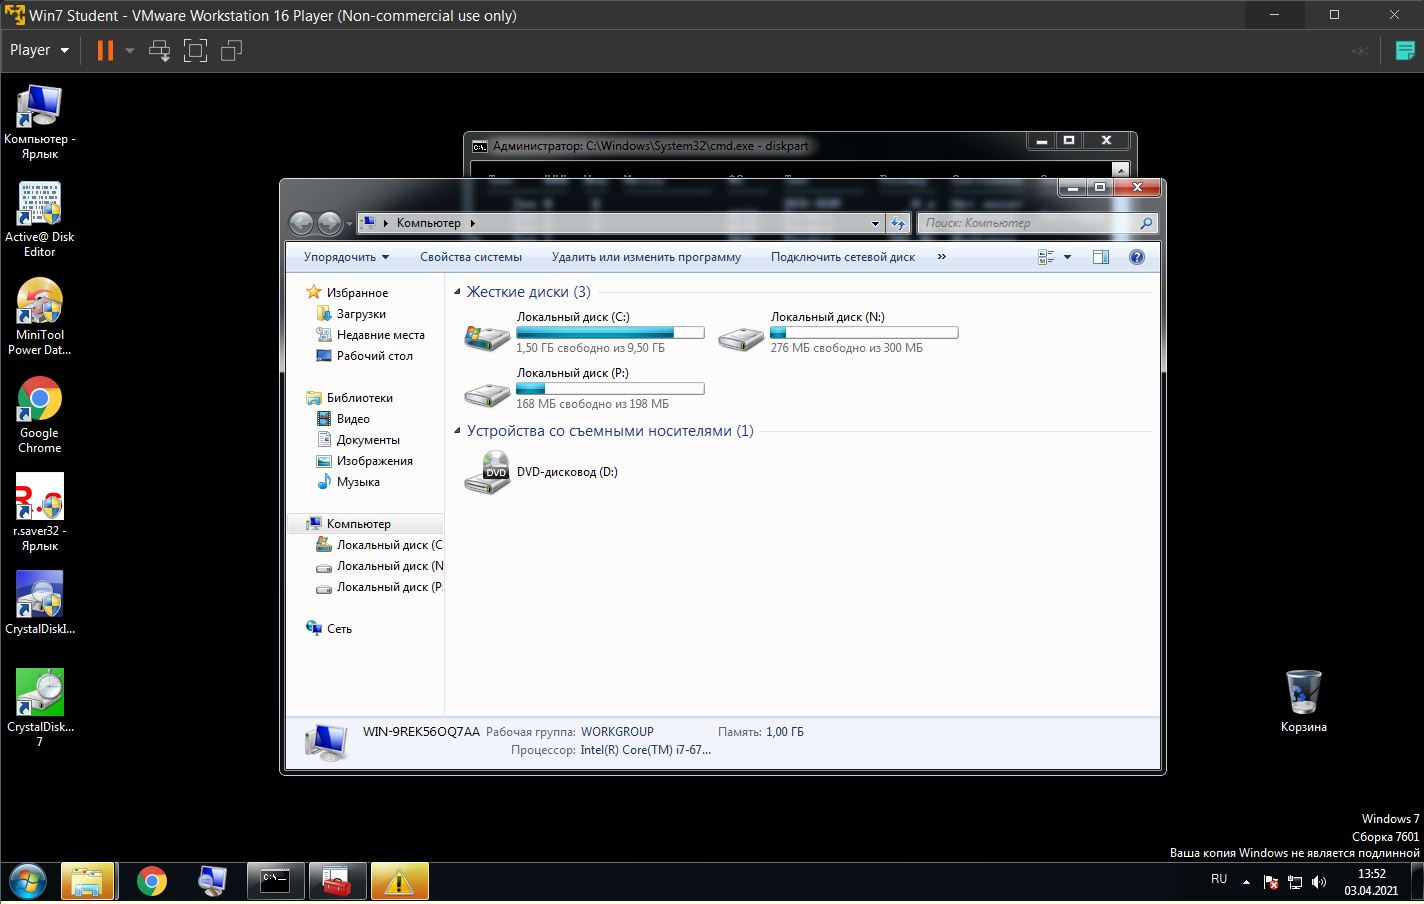 Win7 Student - VMware Workstation 16 Player (Non-commercial use only)
Player
Компьютер -
Ярлык
Active@ Disk
Editor
MiniTool
Power Dat...
Google
Chrome
R.s
r.saver32 -
Ярлык
CrystalDiskI...
CrystalDisk...
7
Администратор: C:\Windows\System32\cmd.exe - diskpart
Компьютер
Поиск: Компьютер
Упорядочить
Свойства системы
Удалить или изменить программу
Подключить сетевой диск
»
Избранное
Загрузки
Недавние места
Рабочий стол
Библиотеки
Видео
Документы
Изображения
Музыка
Компьютер
Локальный диск (C
Локальный диск (N
Локальный диск (P
Сеть
Жесткие диски (3)
Локальный диск (C:)
1,50 ГБ свободно из 9,50 ГБ
Локальный диск (N:)
276 МБ свободно из 300 МБ
Локальный диск (P:)
168 МБ свободно из 198 МБ
Устройства со съемными носителями (1)
DVD
DVD-дисковод (D:)
WIN-9REK56OQ7AA Рабочая группа: WORKGROUP Память: 1,00 ГБ
Процессор: Intel(R) Core(TM) i7-67...
Корзина
Windows 7
Сборка 7601
Ваша копия Windows не является подлинной
RU
13:52
03.04.2021